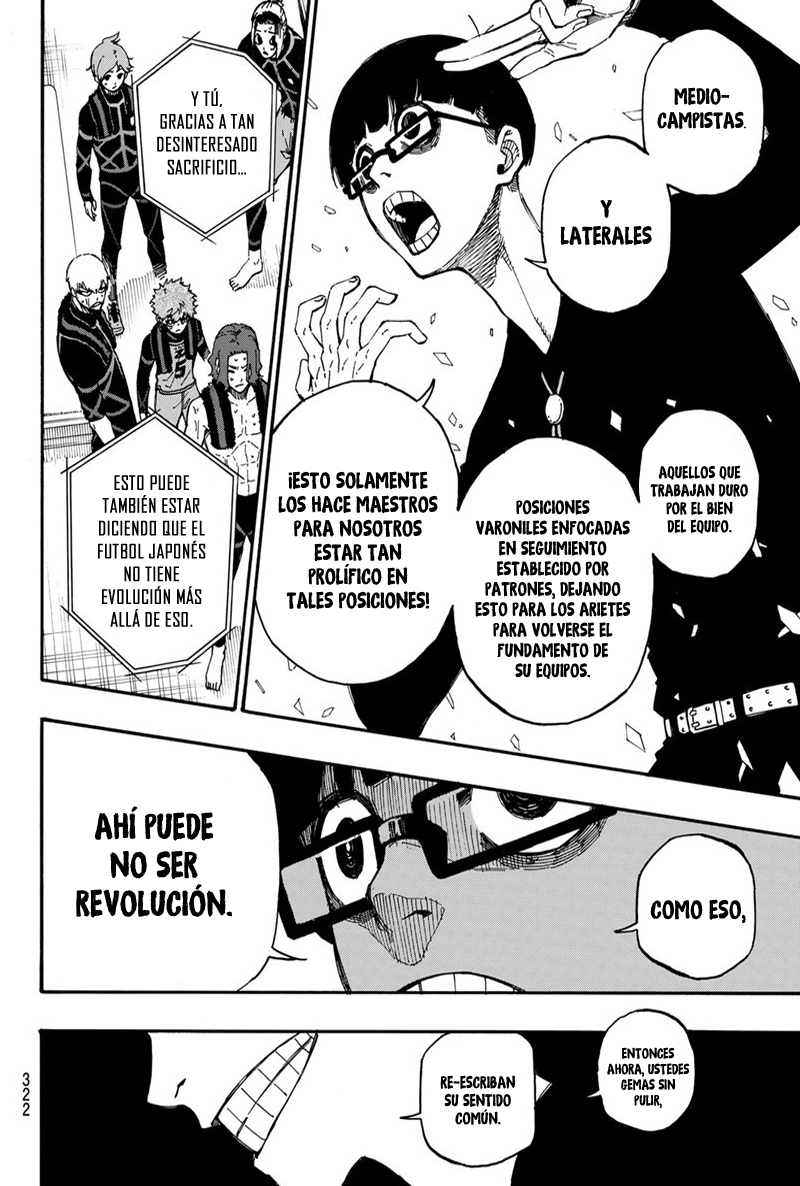 MEDIO-
CAMPISTAS.
Y
LATERALES
AQUELLOS QUE
TRABAJAN DURO
POR EL BIEN
DEL EQUIPO.
POSICIONES
VARONILES ENFOCADAS
EN SEGUIMIENTO
ESTABLECIDO POR
PATRONES, DEJANDO
ESTO PARA LOS ARIETES
PARA VOLVERSE EL
FUNDAMENTO DE
SU EQUIPOS.
¡ESTO SOLAMENTE
LOS HACE MAESTROS
PARA NOSOTROS
ESTAR TAN
PROLÍFICO EN
TALES POSICIONES!
Y TÚ,
GRACIAS A TAN
DESINTERESADO
SACRIFICIO...
ESTO PUEDE
TAMBIÉN ESTAR
DICIENDO QUE EL
FUTBOL JAPONÉS
NO TIENE
EVOLUCIÓN MÁS
ALLÁ DE ESO.
COMO ESO,
AHÍ PUEDE
NO SER
REVOLUCIÓN.
ENTONCES
AHORA, USTEDES
GEMAS SIN
PULIR,
RE-ESCRIBAN
SU SENTIDO
COMÚN.
322